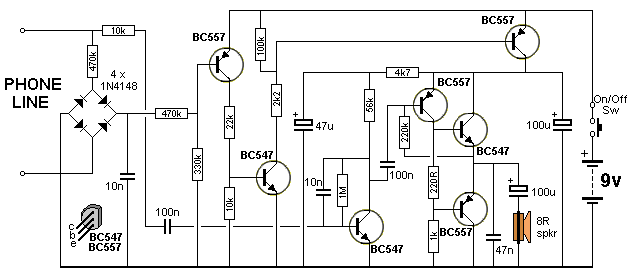 10k
BC557
BC557
100k
470k
4 x
1N4148
PHONE
LINE
4k7
BC557
On/Off
Sw
470k
22k
2k2
56k
47u
220k
100u
BC547
330k
BC547
10n
10n
1M
100n
220R
9v
100u
c
b
e
BC547
BC557
100n
10k
BC547
1k
BC557
47n
8R
spkr
+
+
+
+